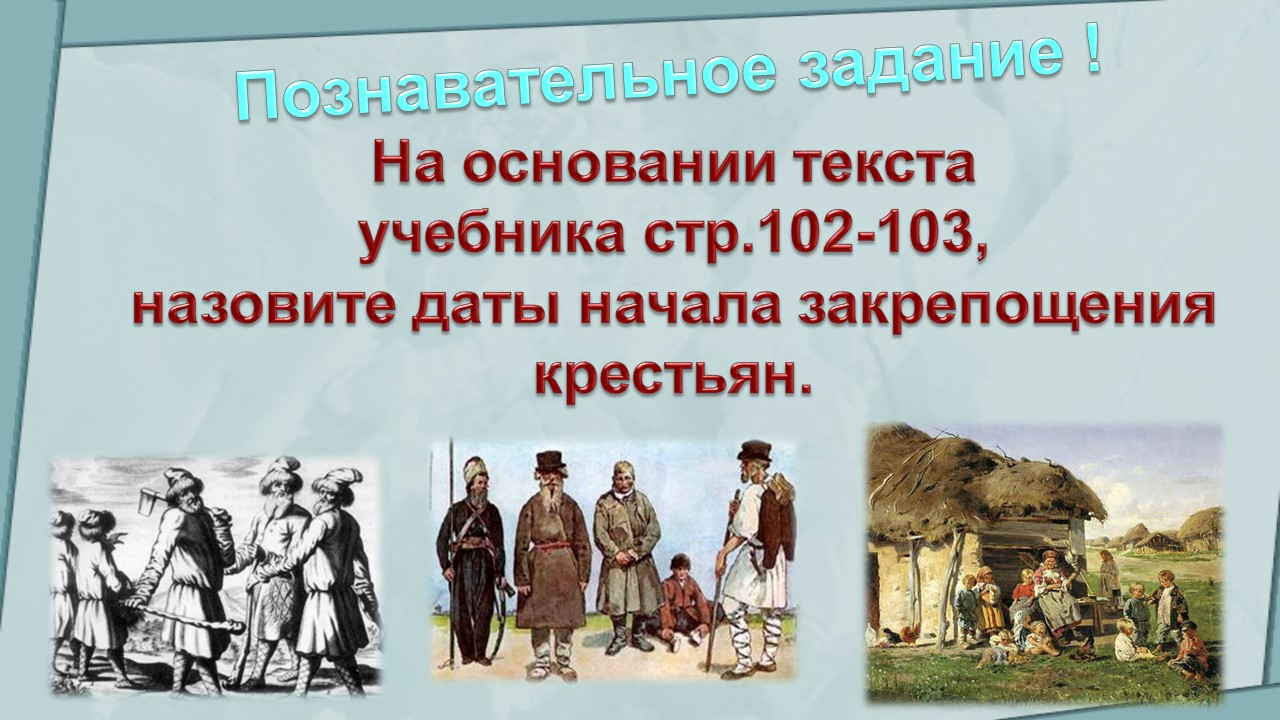 Познавательное задание !
На основании текста
учебника стр.102-103,
назовите даты начала закрепощения
крестьян.